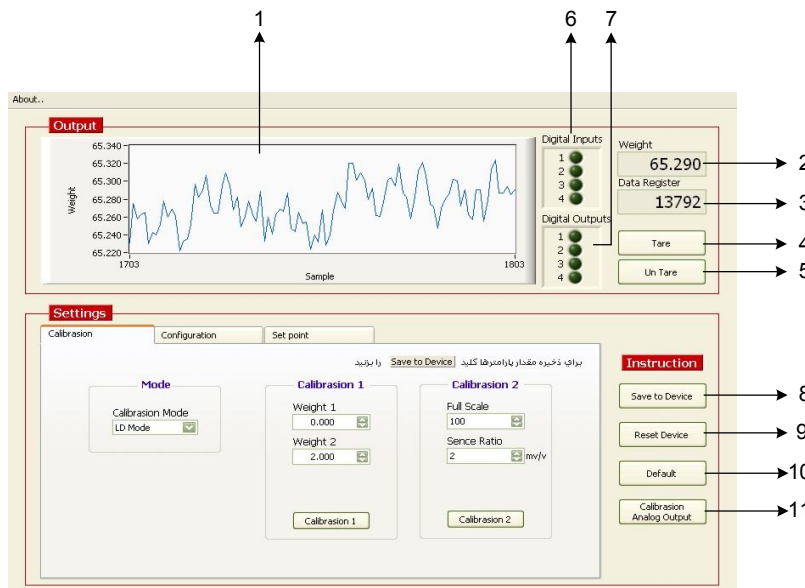 1
6
7
About..
Output
65.340
65.320
65.300
65.280
65.260
65.240
65.220
Weight
1703
1803
Sample
Digital Inputs
1
2
3
4
Digital Outputs
1
2
3
4
Weight
65.290
2
Data Register
13792
3
Tare
4
Un Tare
5
Settings
Calibrasion
Configuration
Set point
براي ذخيره مقدار پارامترها كليد Save to Device را بزنيد
Mode
Calibrasion Mode
LD Mode
Calibrasion 1
Weight 1
0.000
Weight 2
2.000
Calibrasion 1
Calibrasion 2
Full Scale
100
Sence Ratio
2 mv/v
Calibrasion 2
Instruction
Save to Device
8
Reset Device
9
Default
10
Calibrasion
Analog Output
11